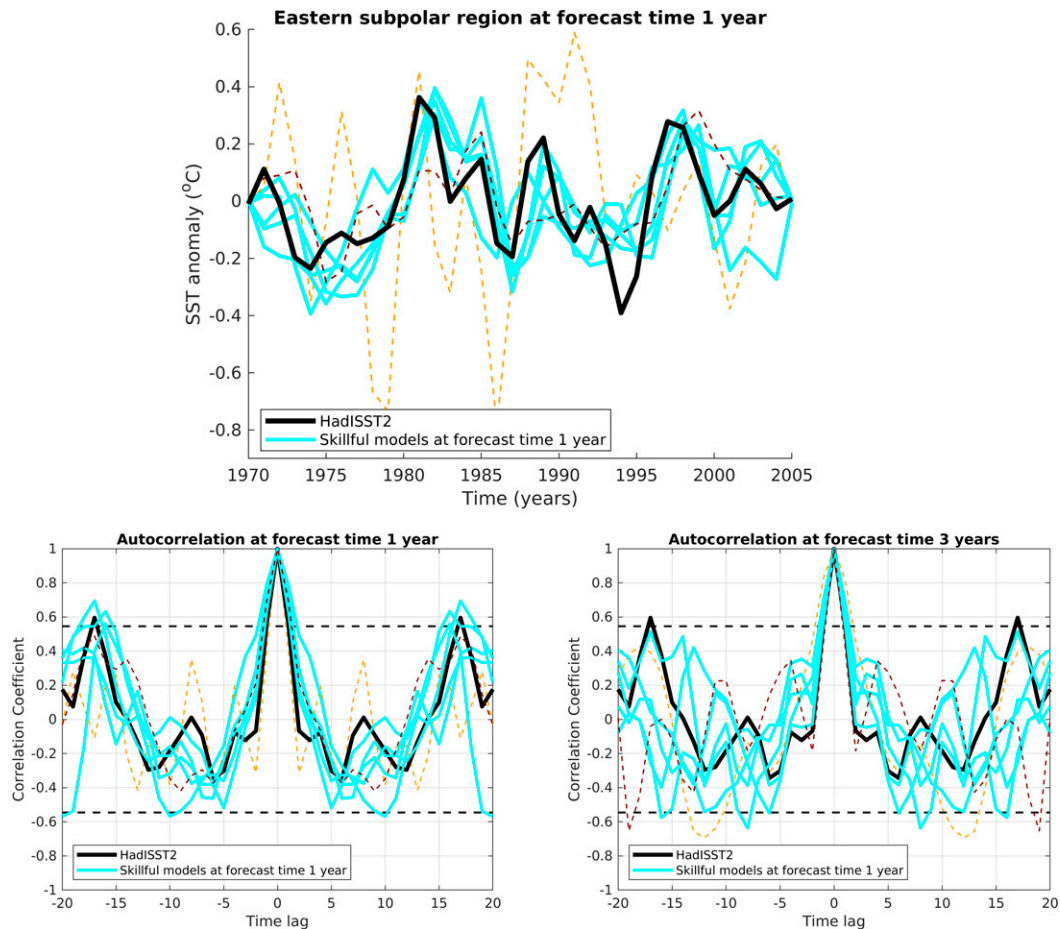 Eastern subpolar region at forecast time 1 year
SST anomaly (°C)
0.6
0.4
0.2
0
-0.2
-0.4
-0.6
-0.8
HadISST2
Skillful models at forecast time 1 year
1970 1975 1980 1985 1990 1995 2000 2005
Time (years)
Autocorrelation at forecast time 1 year
Correlation Coefficient
1
0.8
0.6
0.4
0.2
0
-0.2
-0.4
-0.6
-0.8
-1
HadISST2
Skillful models at forecast time 1 year
-20 -15 -10 -5 0 5 10 15 20
Time lag
Autocorrelation at forecast time 3 years
Correlation Coefficient
1
0.8
0.6
0.4
0.2
0
-0.2
-0.4
-0.6
-0.8
-1
HadISST2
Skillful models at forecast time 1 year
-20 -15 -10 -5 0 5 10 15 20
Time lag